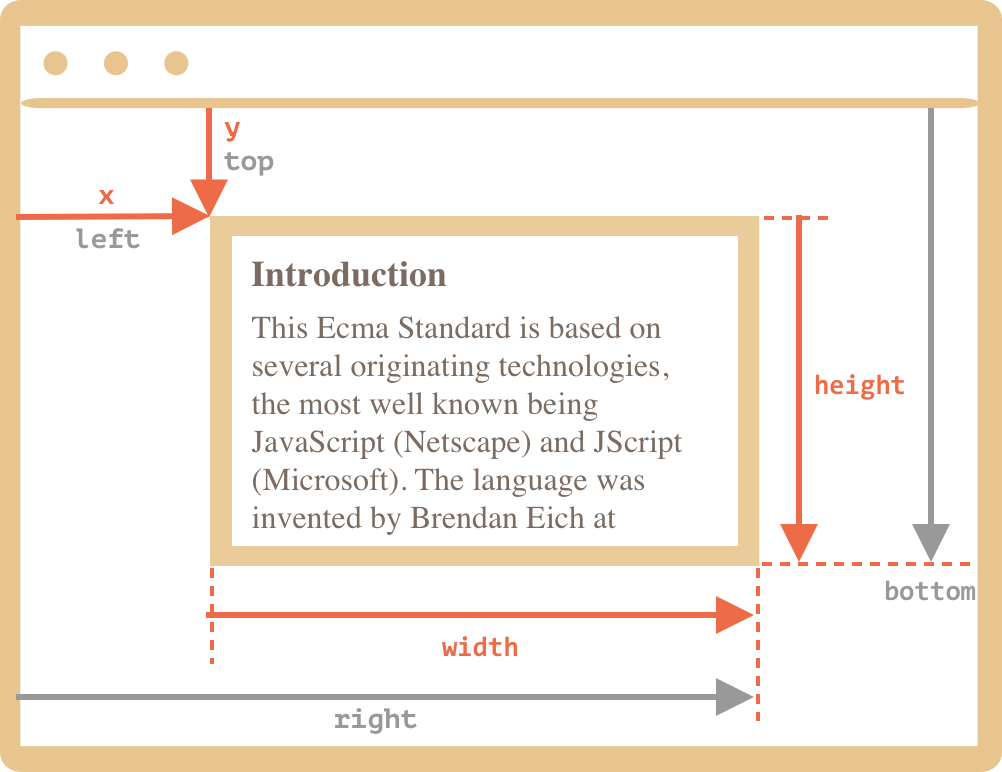 y
top
x
left
Introduction
This Ecma Standard is based on
several originating technologies,
the most well known being
JavaScript (Netscape) and JScript
(Microsoft). The language was
invented by Brendan Eich at
height
bottom
width
right